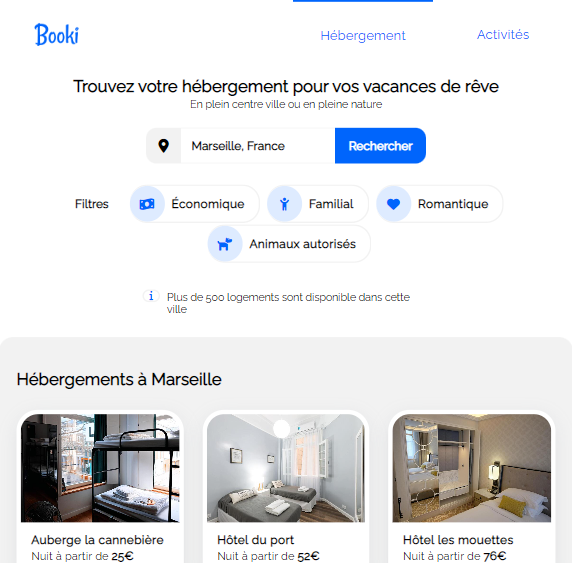 Booki
Hébergement
Activités
Trouvez votre hébergement pour vos vacances de rêve
En plein centre ville ou en pleine nature
Marseille, France
Rechercher
Filtres
Économique
Familial
Romantique
Animaux autorisés
i
Plus de 500 logements sont disponible dans cette
ville
Hébergements à Marseille
Auberge la cannebière
Nuit à partir de 25€
Hôtel du port
Nuit à partir de 52€
Hôtel les mouettes
Nuit à partir de 76€